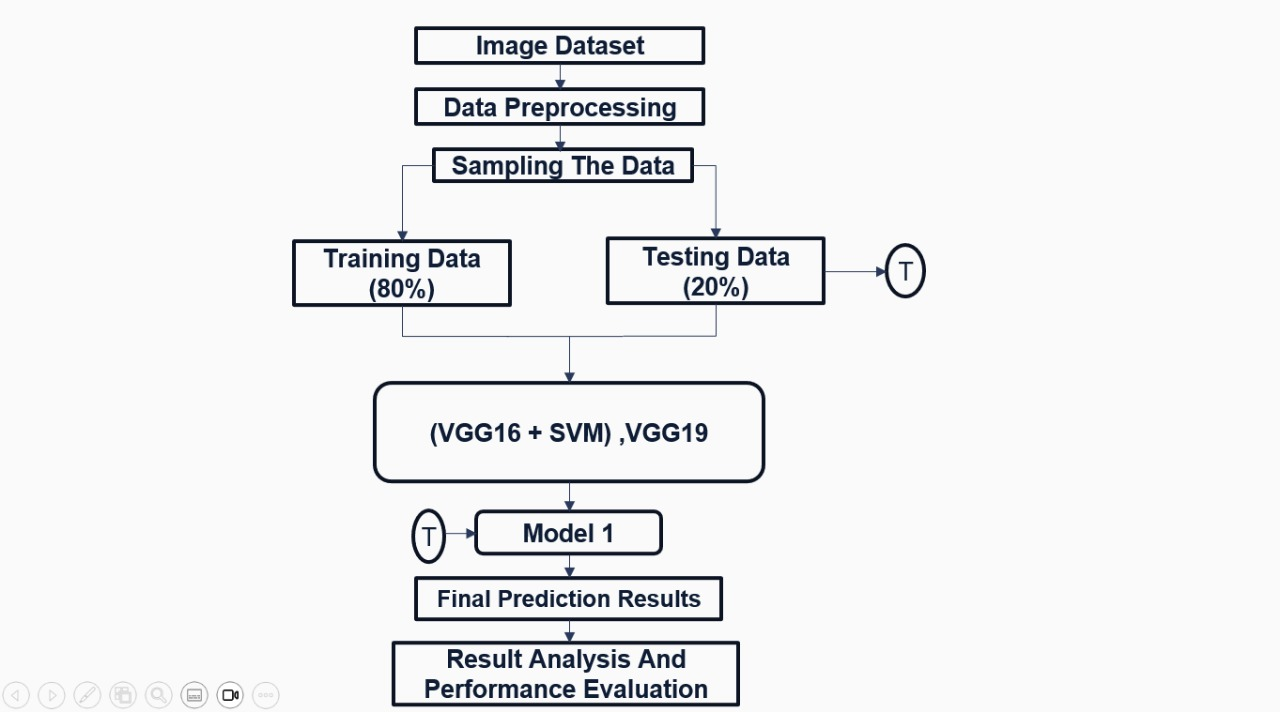 Image Dataset
Data Preprocessing
Sampling The Data
Training Data
(80%)
Testing Data
(20%)
T
(VGG16 + SVM) ,VGG19
T
Model 1
Final Prediction Results
Result Analysis And
Performance Evaluation